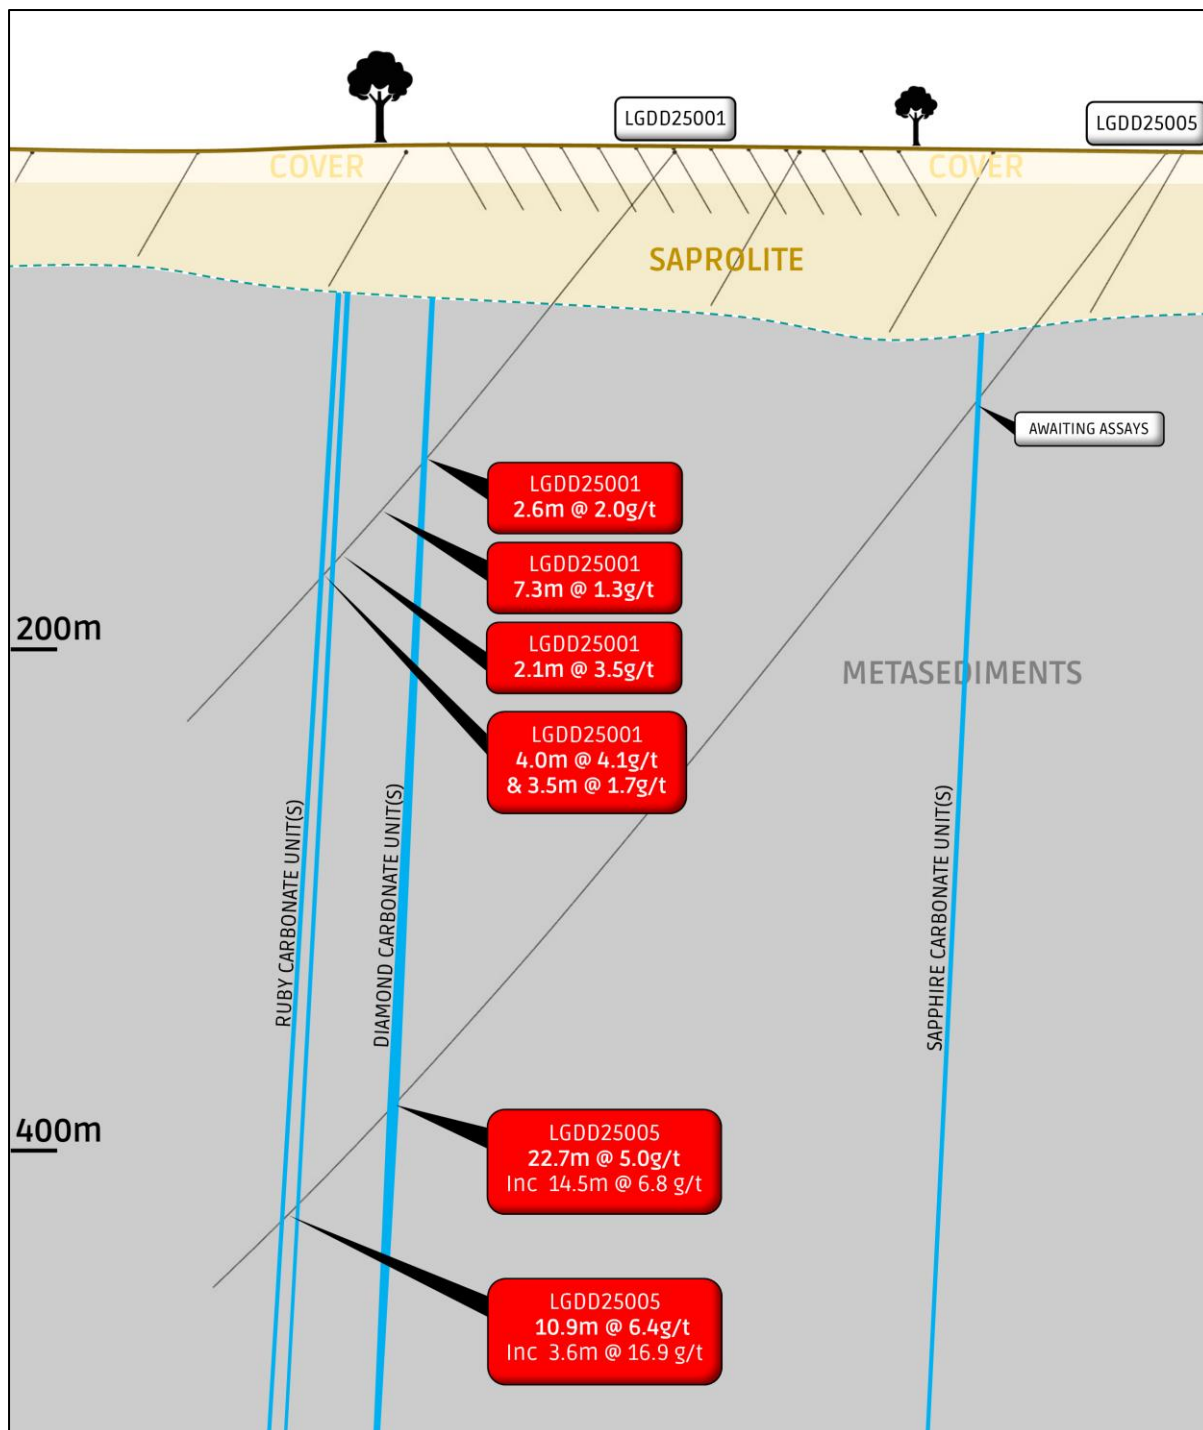 LGDD25001
LGDD25005
COVER
COVER
SAPROLITE
AWAITING ASSAYS
LGDD25001
2.6m @ 2.0g/t
LGDD25001
7.3m @ 1.3g/t
LGDD25001
2.1m @ 3.5g/t
200m
METASEDIMENTS
LGDD25001
4.0m @ 4.1g/t
& 3.5m @ 1.7g/t
RUBY CARBONATE UNIT(S)
DIAMOND CARBONATE UNIT(S)
SAPPHIRE CARBONATE UNIT(S)
400m
LGDD25005
22.7m @ 5.0g/t
Inc 14.5m @ 6.8 g/t
LGDD25005
10.9m @ 6.4g/t
Inc 3.6m @ 16.9 g/t